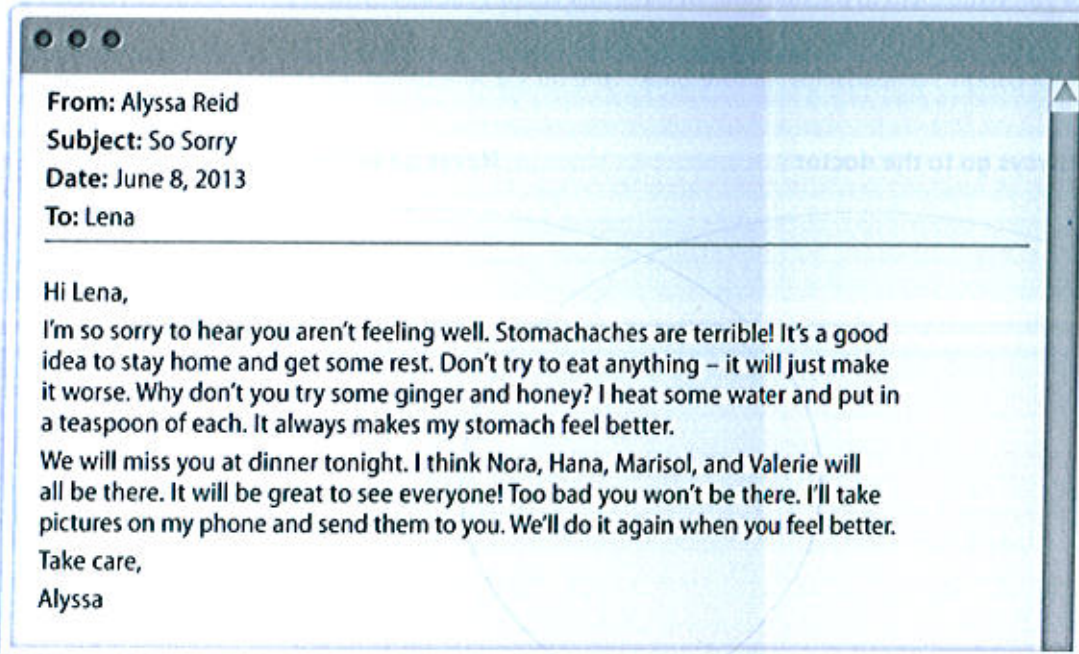 From: Alyssa Reid
Subject: So Sorry
Date: June 8, 2013
To: Lena
Hi Lena,
I'm so sorry to hear you aren't feeling well. Stomachaches are terrible! It's a good
idea to stay home and get some rest. Don't try to eat anything – it will just make
it worse. Why don't you try some ginger and honey? I heat some water and put in
a teaspoon of each. It always makes my stomach feel better.
We will miss you at dinner tonight. I think Nora, Hana, Marisol, and Valerie will
all be there. It will be great to see everyone! Too bad you won't be there. I'll take
pictures on my phone and send them to you. We'll do it again when you feel better.
Take care,
Alyssa